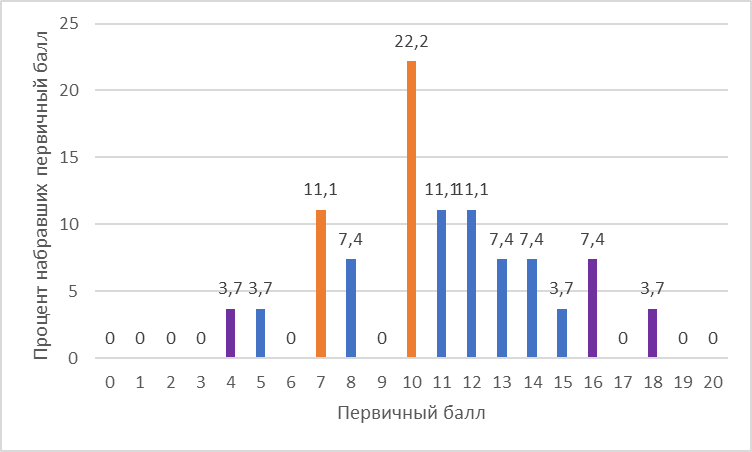 Процент набравших первичный балл
25
20
15
10
5
0
0 0 0 0 3,7 3,7 0 11,1 7,4 0 22,2 11,1 11,1 7,4 7,4 3,7 7,4 0 3,7 0 0
0 1 2 3 4 5 6 7 8 9 10 11 12 13 14 15 16 17 18 19 20
Первичный балл